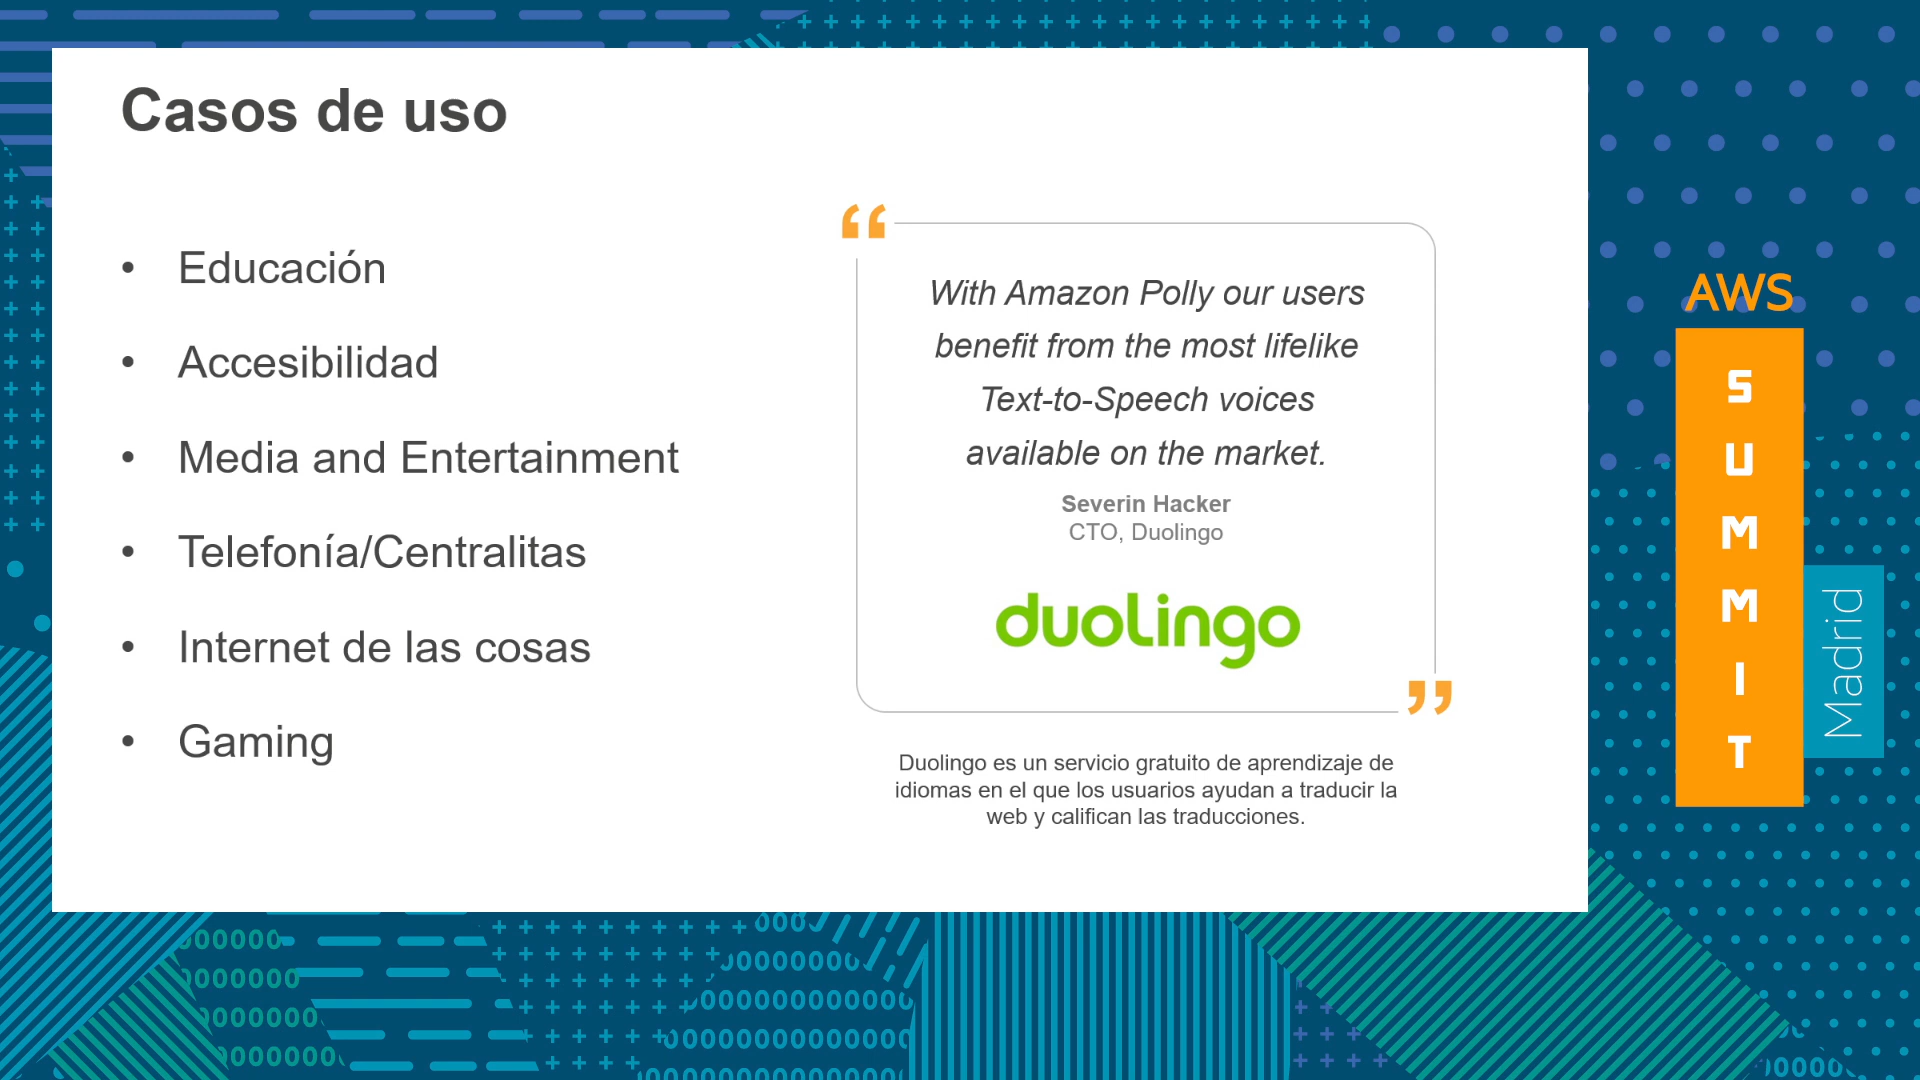 Casos de uso
• Educación
• Accesibilidad
• Media and Entertainment
• Telefonía/Centralitas
• Internet de las cosas
• Gaming
“
With Amazon Polly our users
benefit from the most lifelike
Text-to-Speech voices
available on the market.
Severin Hacker
CTO, Duolingo
duolingo
”
Duolingo es un servicio gratuito de aprendizaje de
idiomas en el que los usuarios ayudan a traducir la
web y califican las traducciones.
AWS
SUMMIT
Madrid